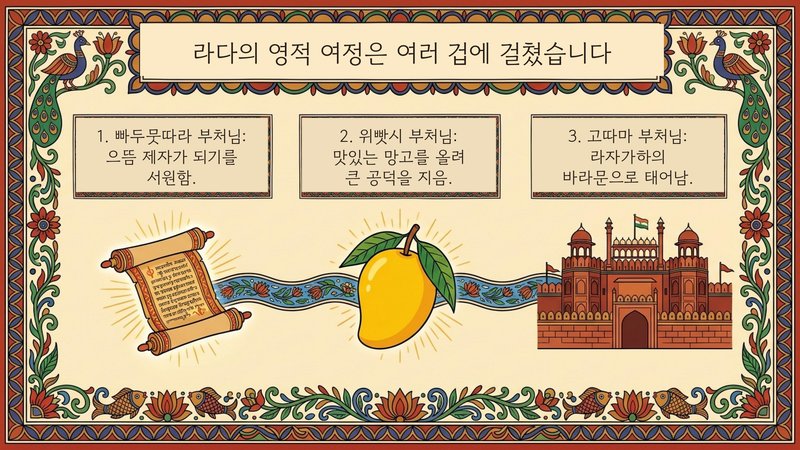 라다의 영적 여정은 여러 겁에 걸쳤습니다
1. 빠두뭇따라 부처님:
으뜸 제자가 되기를
서원함.
2. 위빳시 부처님:
맛있는 망고를 올려
큰 공덕을 지음.
3. 고따마 부처님:
라자가하의
바라문으로 태어남.